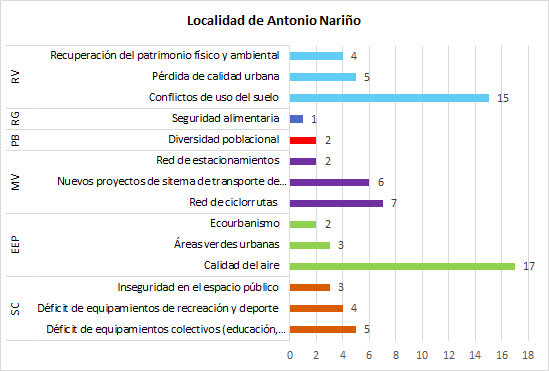 Localidad de Antonio Nariño
RV
Recuperación del patrimonio físico y ambiental 4
Pérdida de calidad urbana 5
Conflictos de uso del suelo 15
RG
Seguridad alimentaria 1
PB
Diversidad poblacional 2
MV
Red de estacionamientos 2
Nuevos proyectos de sitema de transporte de... 6
Red de ciclorrutas 7
EEP
Ecourbanismo 2
Áreas verdes urbanas 3
Calidad del aire 17
SC
Inseguridad en el espacio público 3
Déficit de equipamientos de recreación y deporte 4
Déficit de equipamientos colectivos (educación,... 5
0 2 4 6 8 10 12 14 16 18